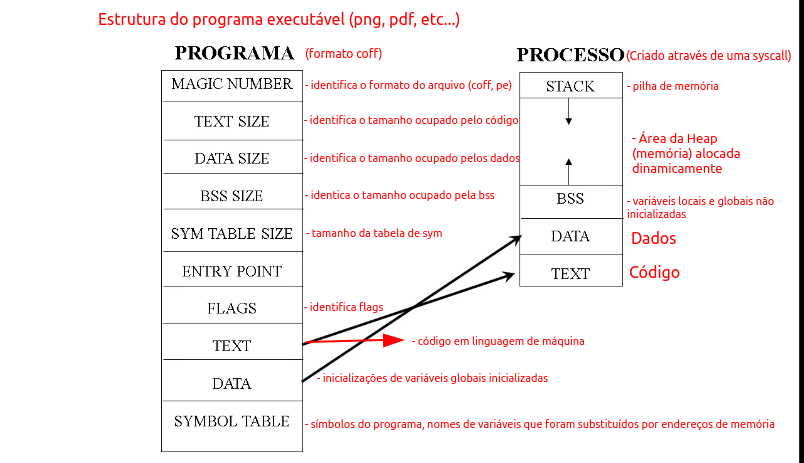 Estrutura do programa executável (png, pdf, etc...)
PROGRAMA (formato coff)
PROCESSO (Criado através de uma syscall)
MAGIC NUMBER - identifica o formato do arquivo (coff, pe)
STACK - pilha de memória
TEXT SIZE - identifica o tamanho ocupado pelo código
- Área da Heap
(memória) alocada
dinamicamente
DATA SIZE - identifica o tamanho ocupado pelos dados
BSS SIZE - identica o tamanho ocupado pela bss
BSS - variáveis locais e globais não
inicializadas
SYM TABLE SIZE - tamanho da tabela de sym
DATA Dados
ENTRY POINT
TEXT Código
FLAGS - identifica flags
TEXT - código em linguagem de máquina
DATA - inicializações de variáveis globais inicializadas
SYMBOL TABLE - símbolos do programa, nomes de variáveis que foram substituídos por endereços de memória